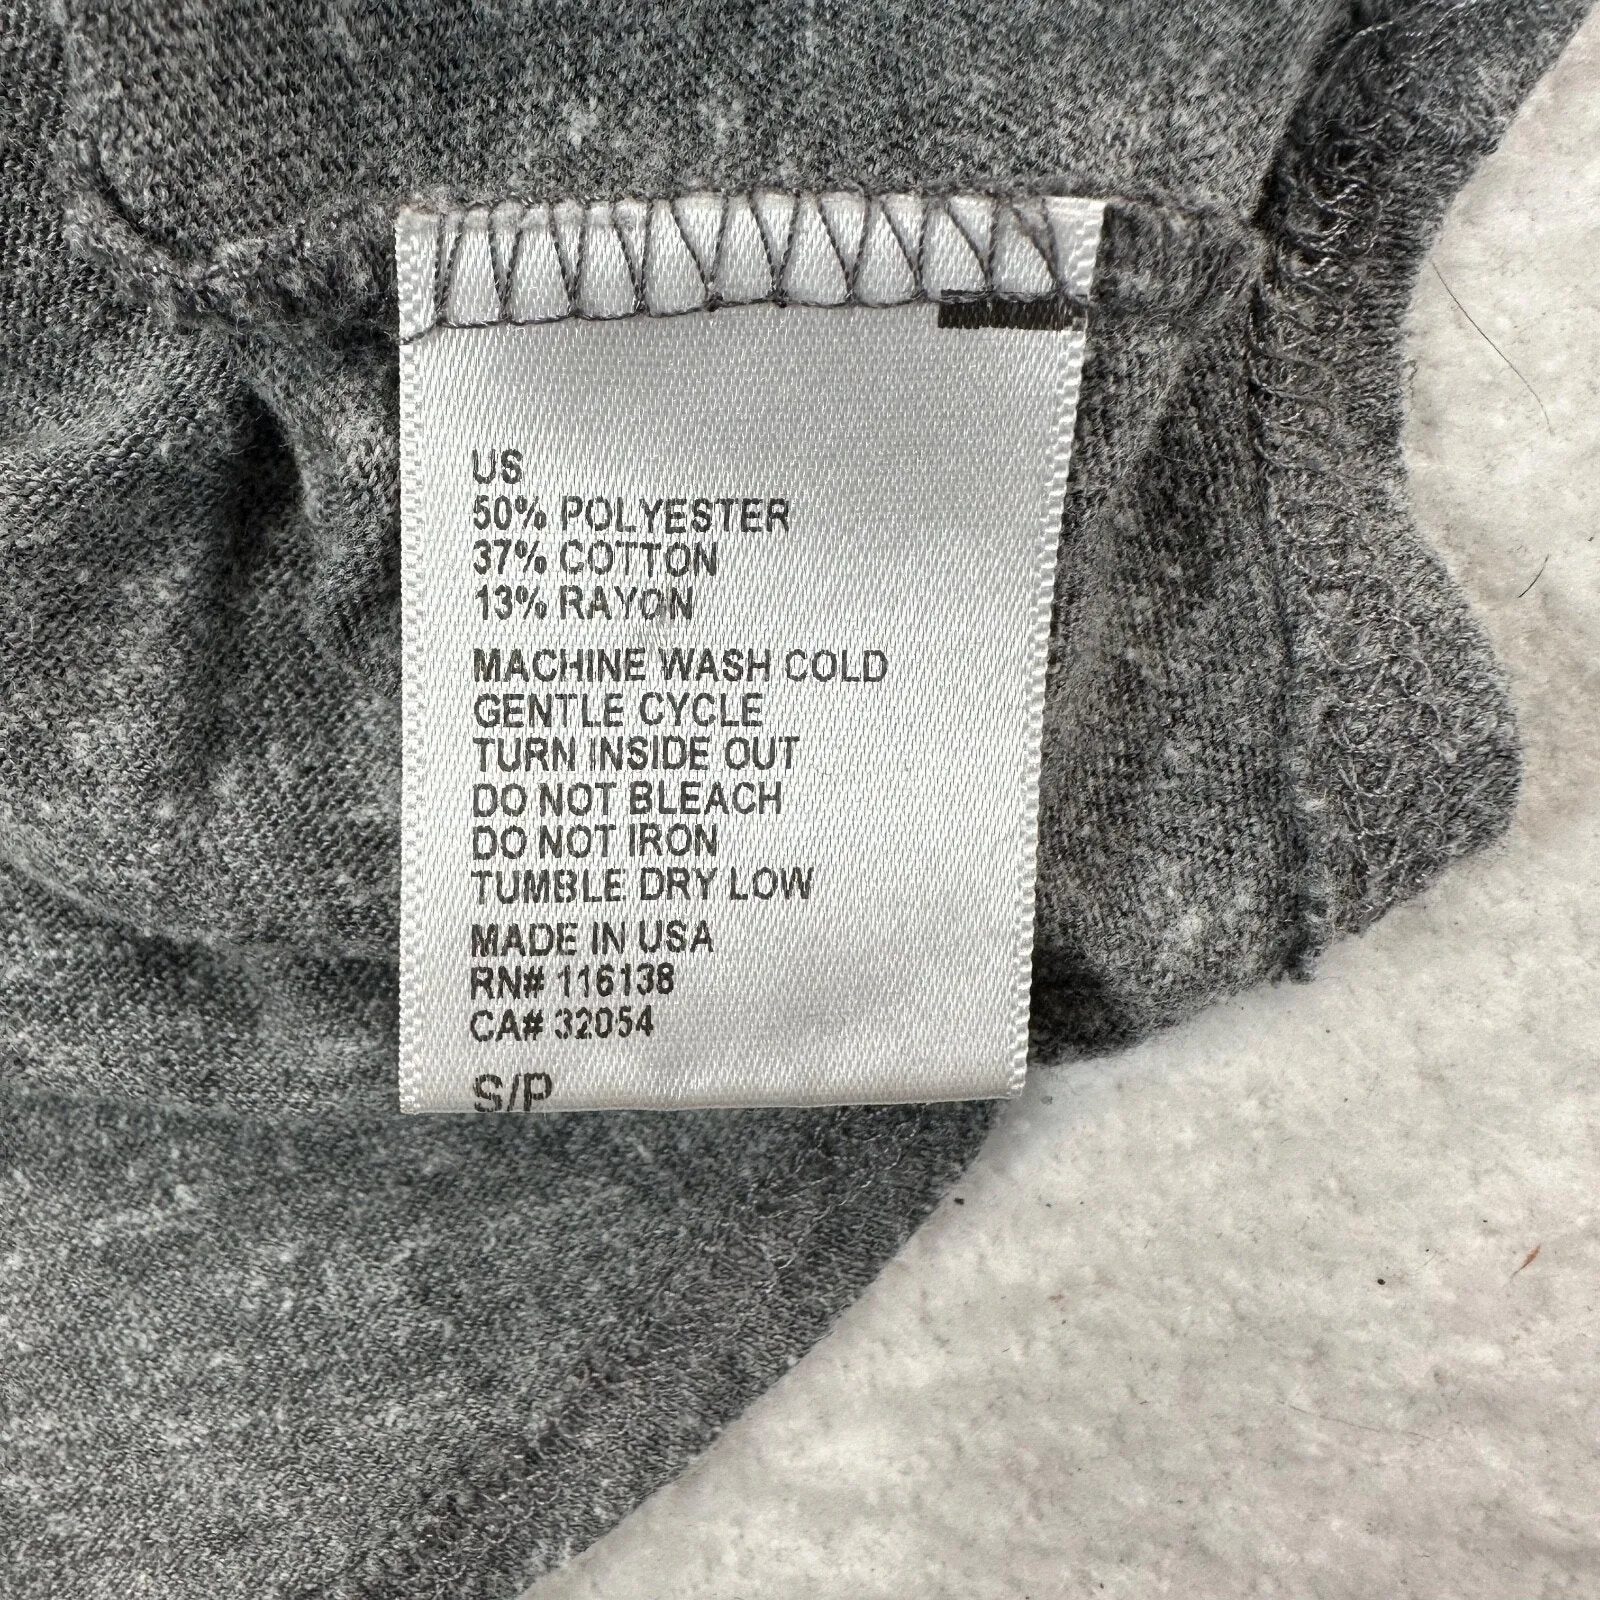 US
50% POLYESTER
37% COTTON
13% RAYON
MACHINE WASH COLD
GENTLE CYCLE
TURN INSIDE OUT
DO NOT BLEACH
DO NOT IRON
TUMBLE DRY LOW
MADE IN USA
RN# 116138
CA# 32054
S/P